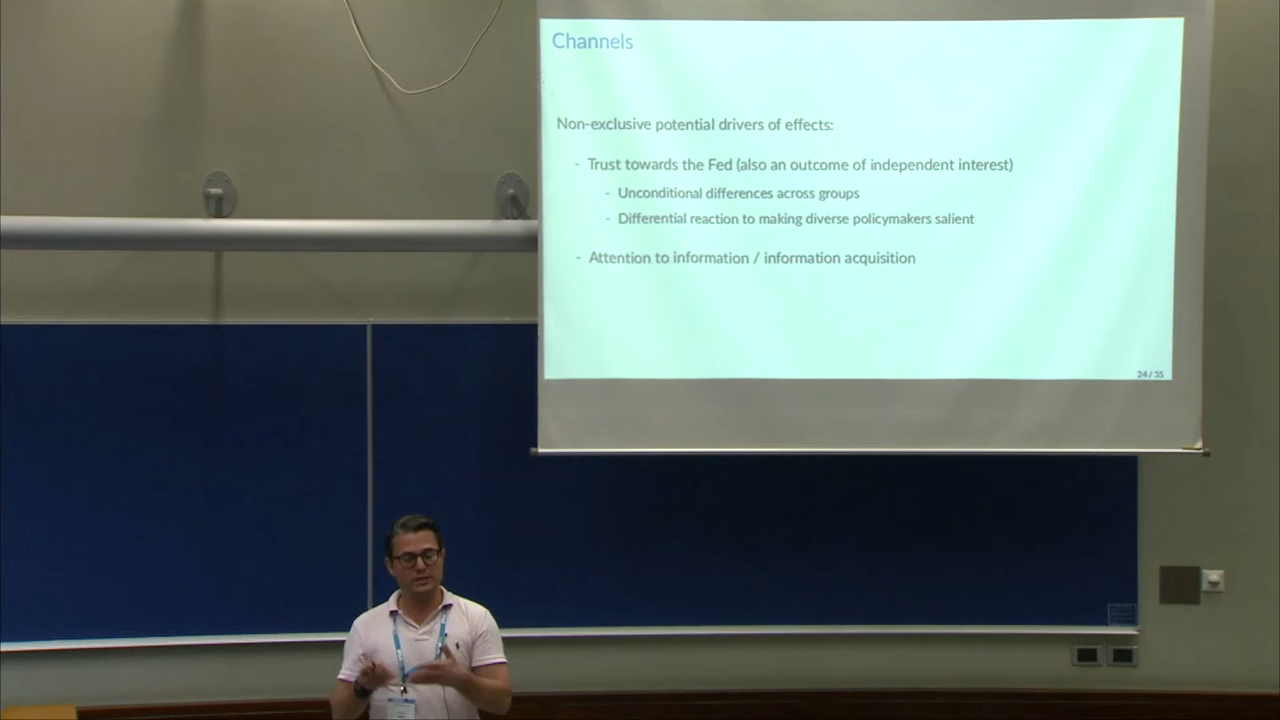 Channels
Non-exclusive potential drivers of effects:
- Trust towards the Fed (also an outcome of independent interest)
- Unconditional differences across groups
- Differential reaction to making diverse policymakers salient
- Attention to information / information acquisition
24 / 35